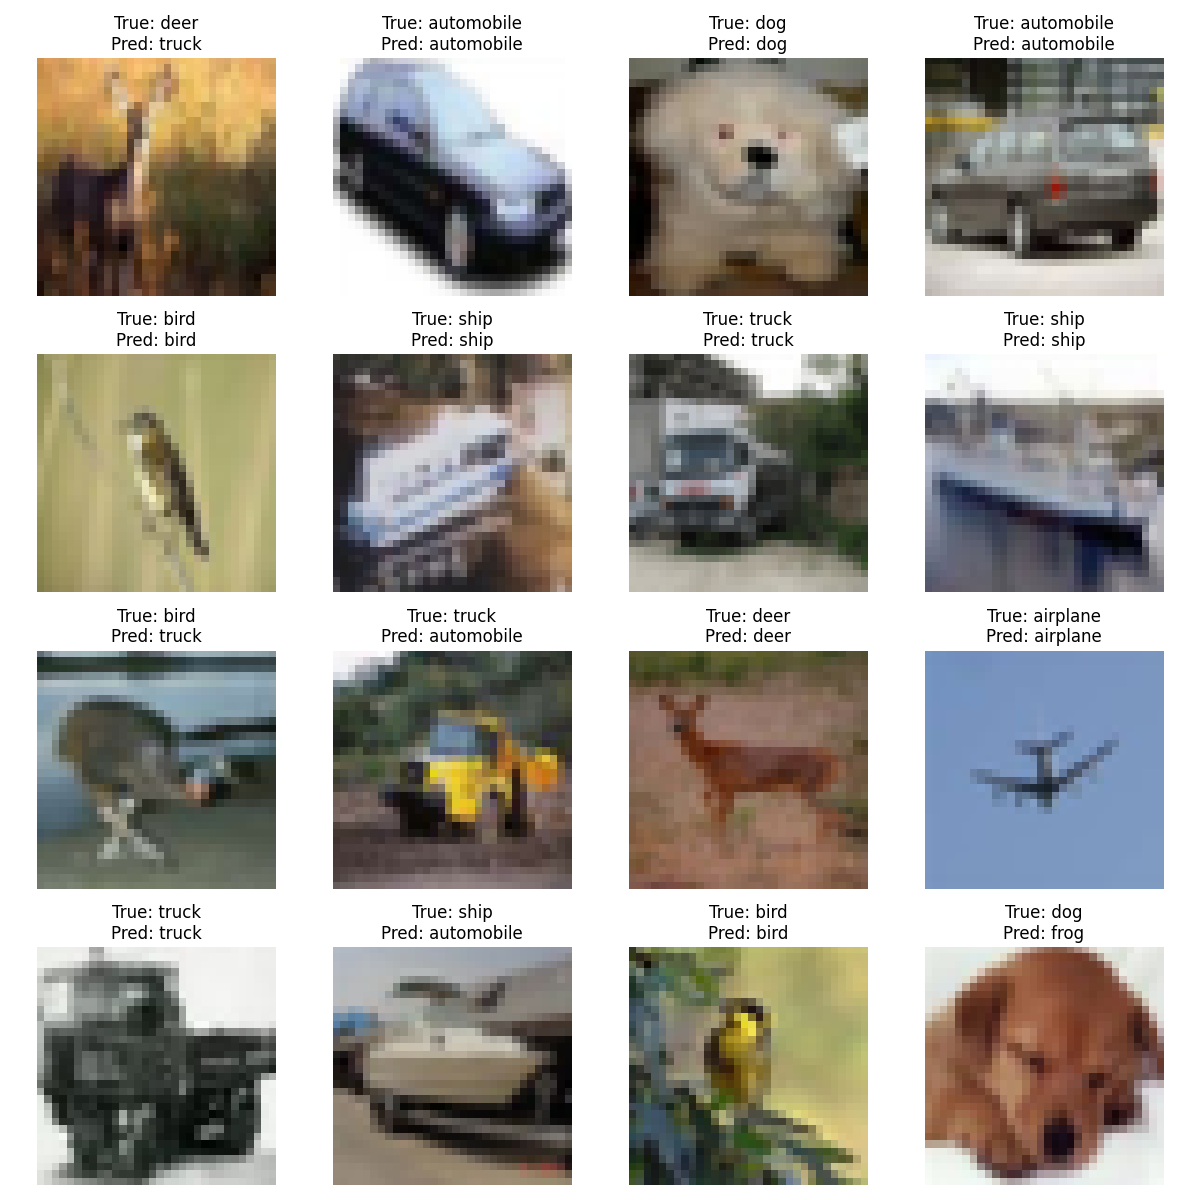 True: deer
Pred: truck
True: automobile
Pred: automobile
True: dog
Pred: dog
True: automobile
Pred: automobile
True: bird
Pred: bird
True: ship
Pred: ship
True: truck
Pred: truck
True: ship
Pred: ship
True: bird
Pred: truck
True: truck
Pred: automobile
True: deer
Pred: deer
True: airplane
Pred: airplane
True: truck
Pred: truck
True: ship
Pred: automobile
True: bird
Pred: bird
True: dog
Pred: frog